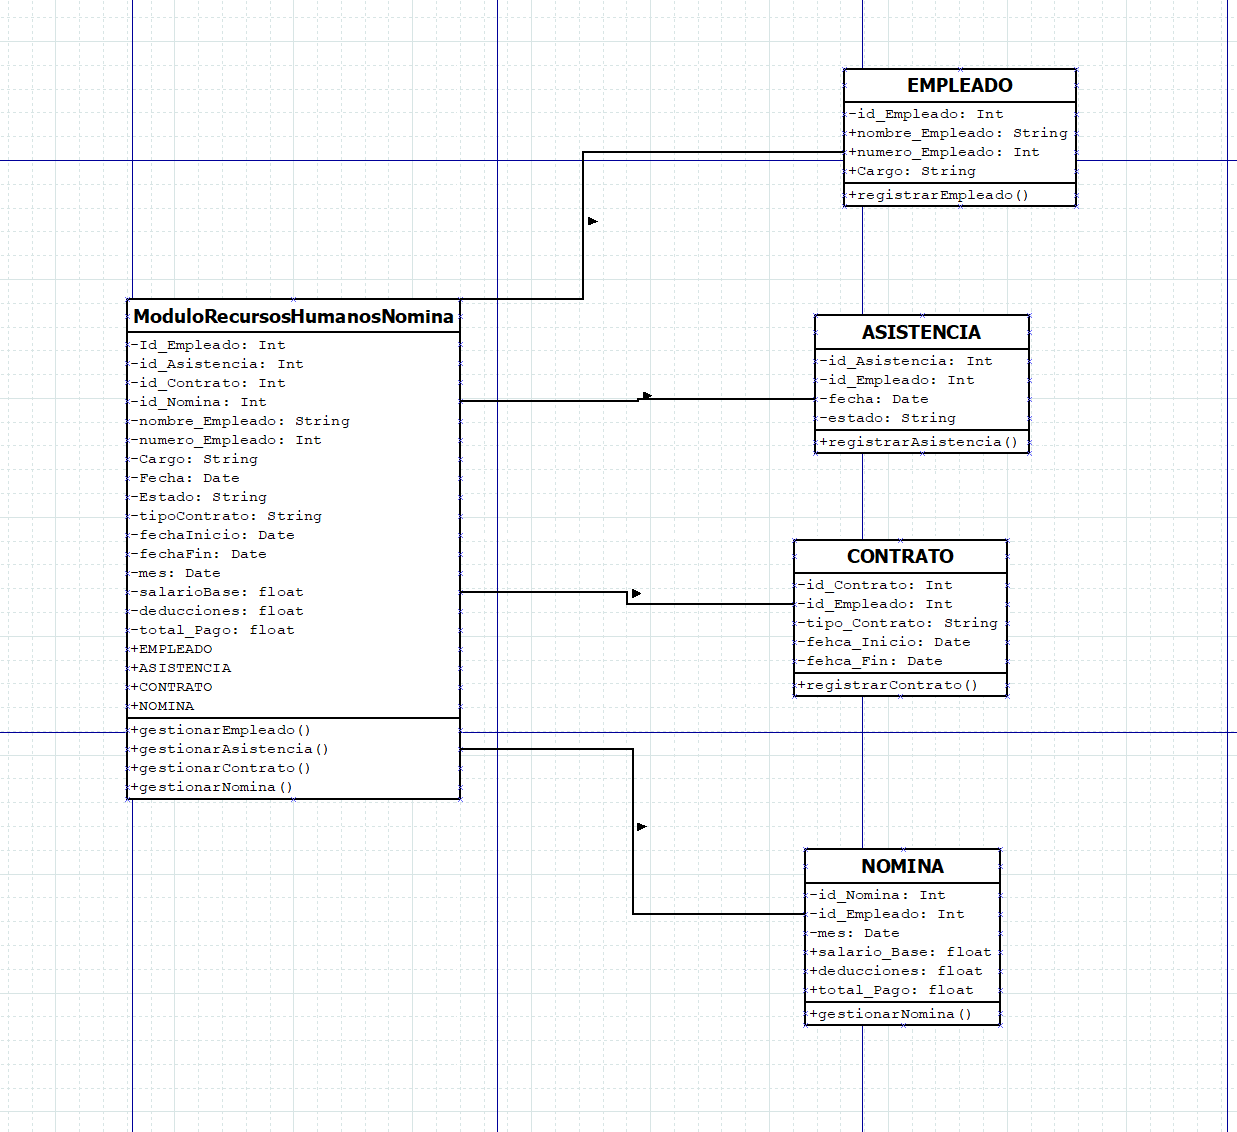 EMPLEADO
-id_Empleado: Int
+nombre_Empleado: String
+numero_Empleado: Int
+Cargo: String
+registrarEmpleado()
ModuloRecursosHumanosNomina
-Id_Empleado: Int
-id_Asistencia: Int
-id_Contrato: Int
-id_Nomina: Int
-nombre_Empleado: String
-numero_Empleado: Int
-Cargo: String
-Fecha: Date
-Estado: String
-tipoContrato: String
-fechaInicio: Date
-fechaFin: Date
-mes: Date
-salarioBase: float
-deducciones: float
-total_Pago: float
+EMPLEADO
+ASISTENCIA
+CONTRATO
+NOMINA
+gestionarEmpleado()
+gestionarAsistencia()
+gestionarContrato()
+gestionarNomina()
ASISTENCIA
-id_Asistencia: Int
-id_Empleado: Int
-fecha: Date
-estado: String
+registrarAsistencia()
CONTRATO
-id_Contrato: Int
-id_Empleado: Int
-tipo_Contrato: String
-fehca_Inicio: Date
-fehca_Fin: Date
+registrarContrato()
NOMINA
-id_Nomina: Int
-id_Empleado: Int
-mes: Date
+salario_Base: float
+deducciones: float
+total_Pago: float
+gestionarNomina()